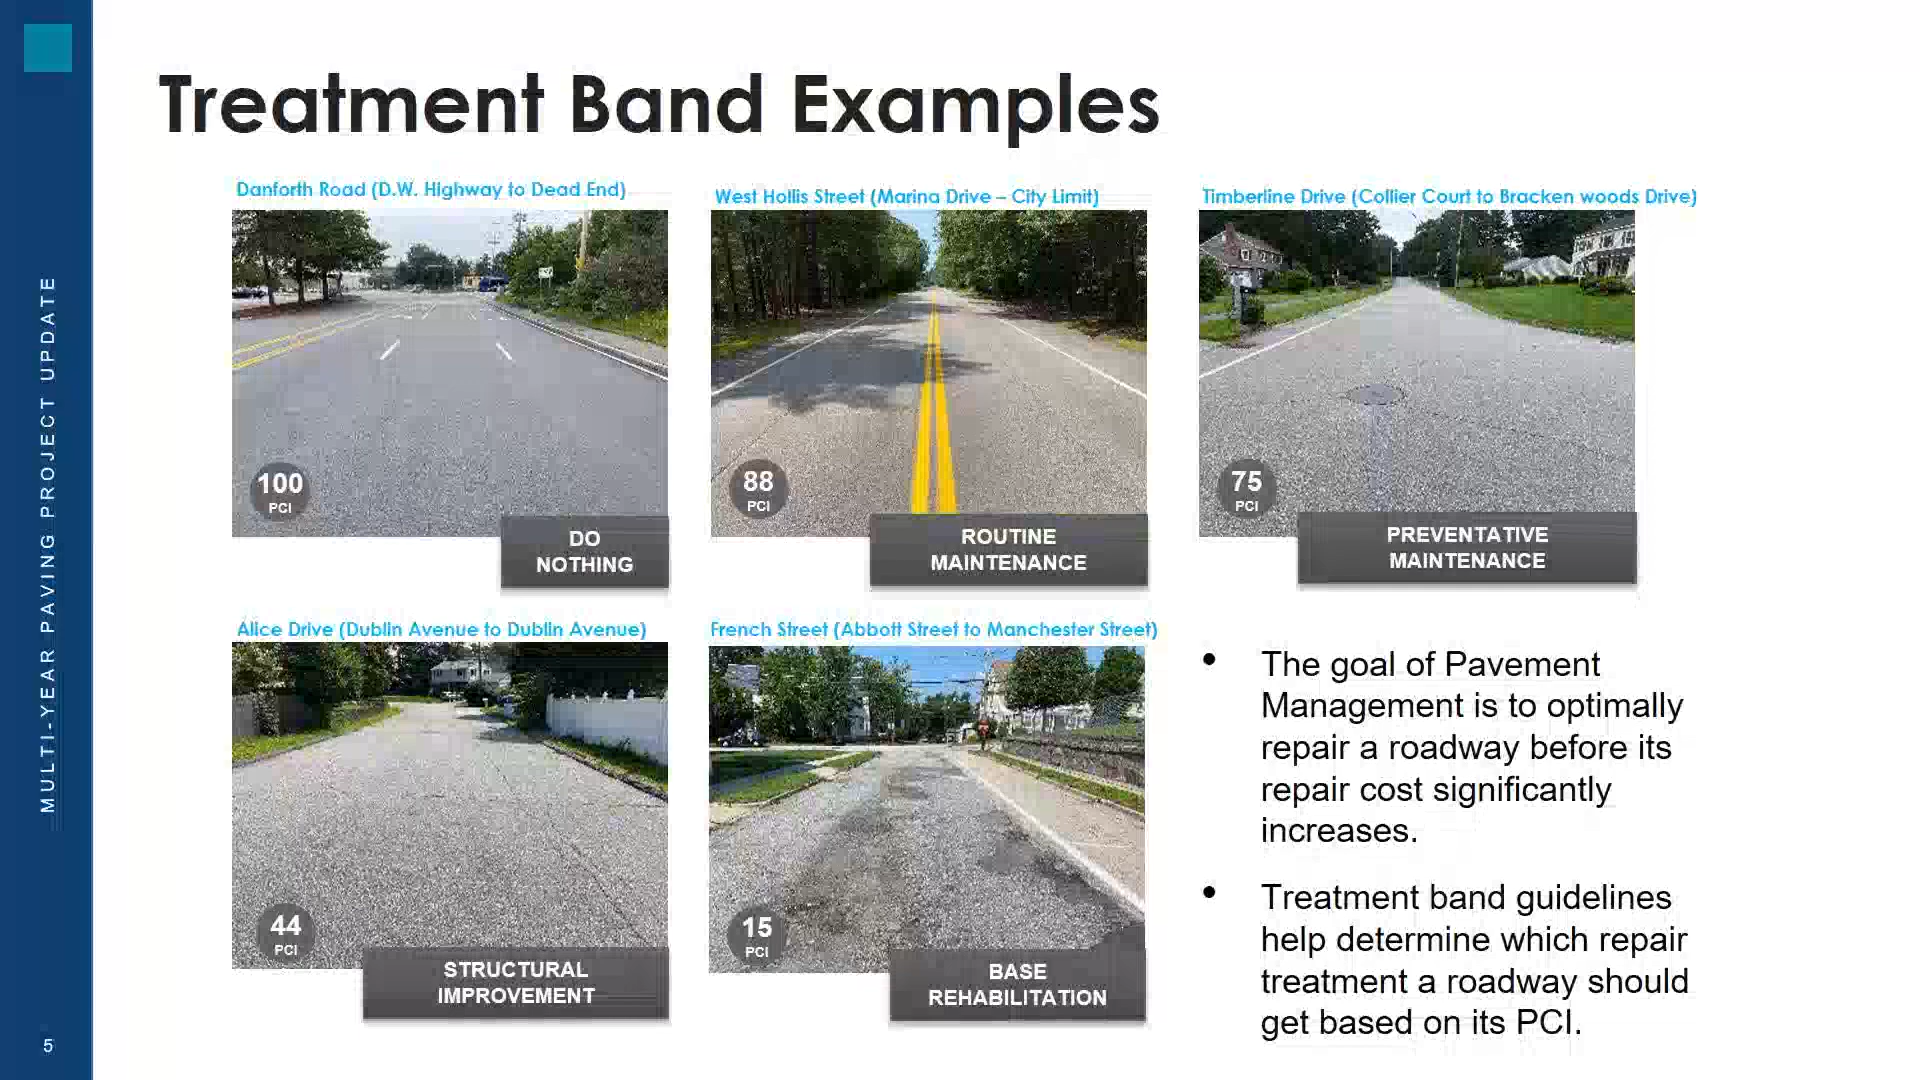 Treatment Band Examples
Danforth Road (D.W. Highway to Dead End)
100
PCI
DO
NOTHING
West Hollis Street (Marina Drive – City Limit)
88
PCI
ROUTINE
MAINTENANCE
Timberline Drive (Collier Court to Bracken woods Drive)
75
PCI
PREVENTATIVE
MAINTENANCE
Alice Drive (Dublin Avenue to Dublin Avenue)
44
PCI
STRUCTURAL
IMPROVEMENT
French Street (Abbott Street to Manchester Street)
15
PCI
BASE
REHABILITATION
• The goal of Pavement
Management is to optimally
repair a roadway before its
repair cost significantly
increases.
• Treatment band guidelines
help determine which repair
treatment a roadway should
get based on its PCI.
MULTI-YEAR PAVING PROJECT UPDATE
5